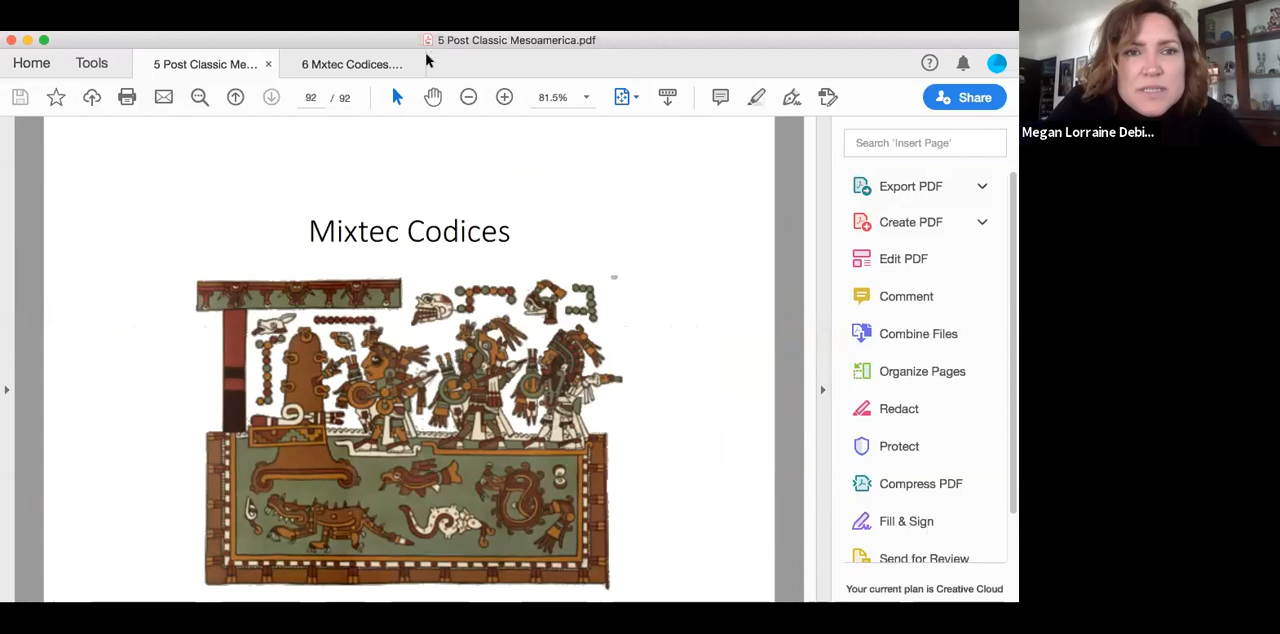 5 Post Classic Mesoamerica.pdf
Home Tools 5 Post Classic Me... × 6 Mxtec Codices....
92 / 92 81.5% Share
Megan Lorraine Debi...
Search 'Insert Page'
Mixtec Codices
Export PDF
Create PDF
Edit PDF
Comment
Combine Files
Organize Pages
Redact
Protect
Compress PDF
Fill & Sign
Send for Review
Your current plan is Creative Cloud